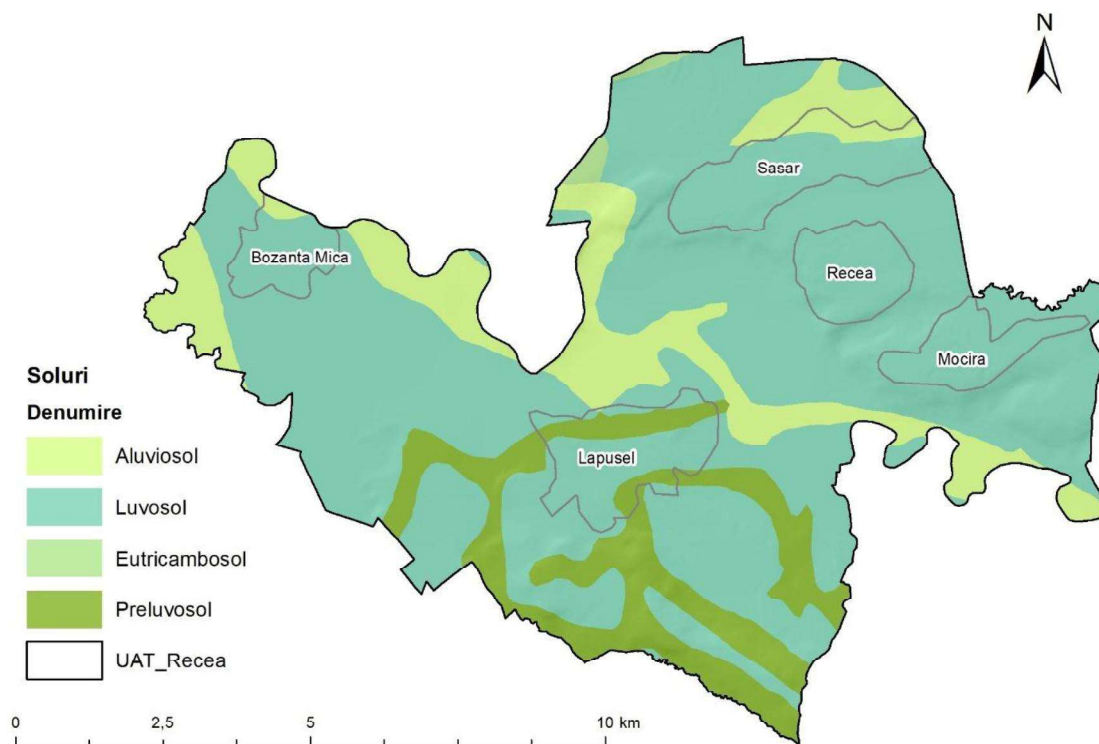 N
Sasar
Bozanta Mica
Recea
Mocira
Lapusel
Soluri
Denumire
Aluviosol
Luvosol
Eutricambosol
Preluvosol
UAT_Recea
0 2,5 5 10 km